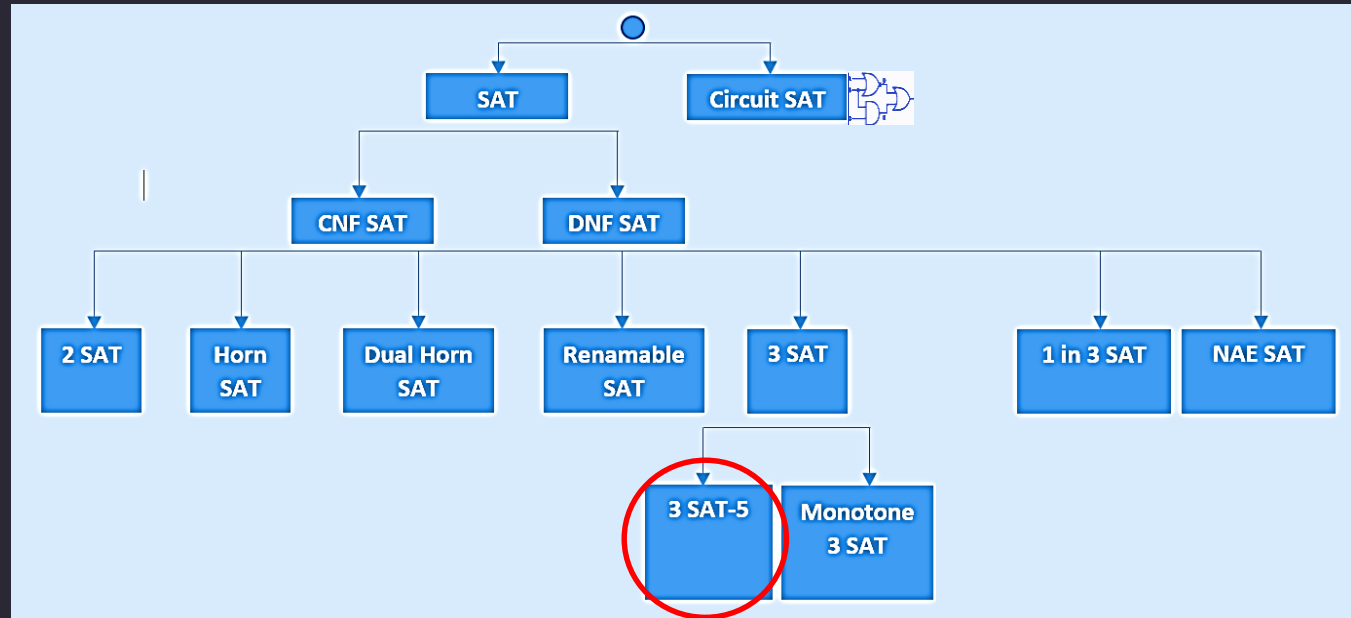 SAT
Circuit SAT
CNF SAT
DNF SAT
2 SAT
Horn
SAT
Dual Horn
SAT
Renamable
SAT
3 SAT
1 in 3 SAT
NAE SAT
3 SAT-5
Monotone
3 SAT